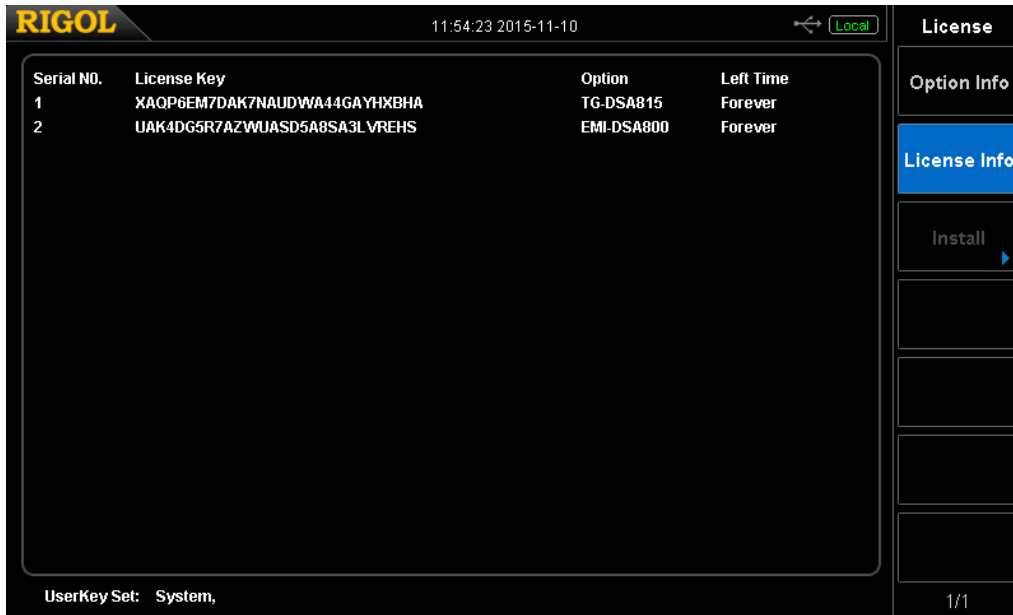 RIGOL 11:54:23 2015-11-10 Local License
Serial N0. License Key Option Left Time
1 XAQP6EM7DAK7NAUDWA44GAYHXBHA TG-DSA815 Forever
2 UAK4DG5R7AZWUASD5A8SA3LVREHS EMI-DSA800 Forever
Option Info
License Info
Install
UserKey Set: System,
1/1